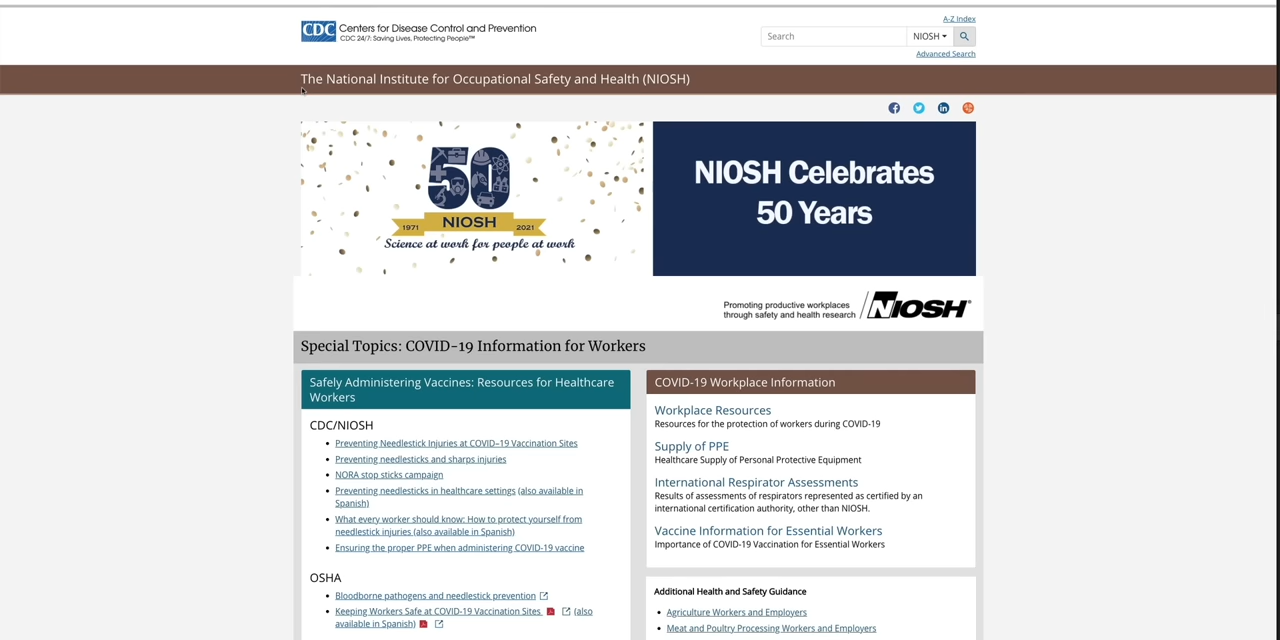 A-Z Index
CDC Centers for Disease Control and Prevention
CDC 24/7: Saving Lives, Protecting People™
Search
NIOSH
Advanced Search
The National Institute for Occupational Safety and Health (NIOSH)
50
1971 NIOSH 2021
Science at work for people at work
NIOSH Celebrates
50 Years
Promoting productive workplaces
through safety and health research
NIOSH
Special Topics: COVID-19 Information for Workers
Safely Administering Vaccines: Resources for Healthcare
Workers
CDC/NIOSH
Preventing Needlestick Injuries at COVID–19 Vaccination Sites
Preventing needlesticks and sharps injuries
NORA stop sticks campaign
Preventing needlesticks in healthcare settings (also available in
Spanish)
What every worker should know: How to protect yourself from
needlestick injuries (also available in Spanish)
Ensuring the proper PPE when administering COVID-19 vaccine
OSHA
Bloodborne pathogens and needlestick prevention
Keeping Workers Safe at COVID-19 Vaccination Sites (also
available in Spanish)
COVID-19 Workplace Information
Workplace Resources
Resources for the protection of workers during COVID-19
Supply of PPE
Healthcare Supply of Personal Protective Equipment
International Respirator Assessments
Results of assessments of respirators represented as certified by an
international certification authority, other than NIOSH.
Vaccine Information for Essential Workers
Importance of COVID-19 Vaccination for Essential Workers
Additional Health and Safety Guidance
Agriculture Workers and Employers
Meat and Poultry Processing Workers and Employers